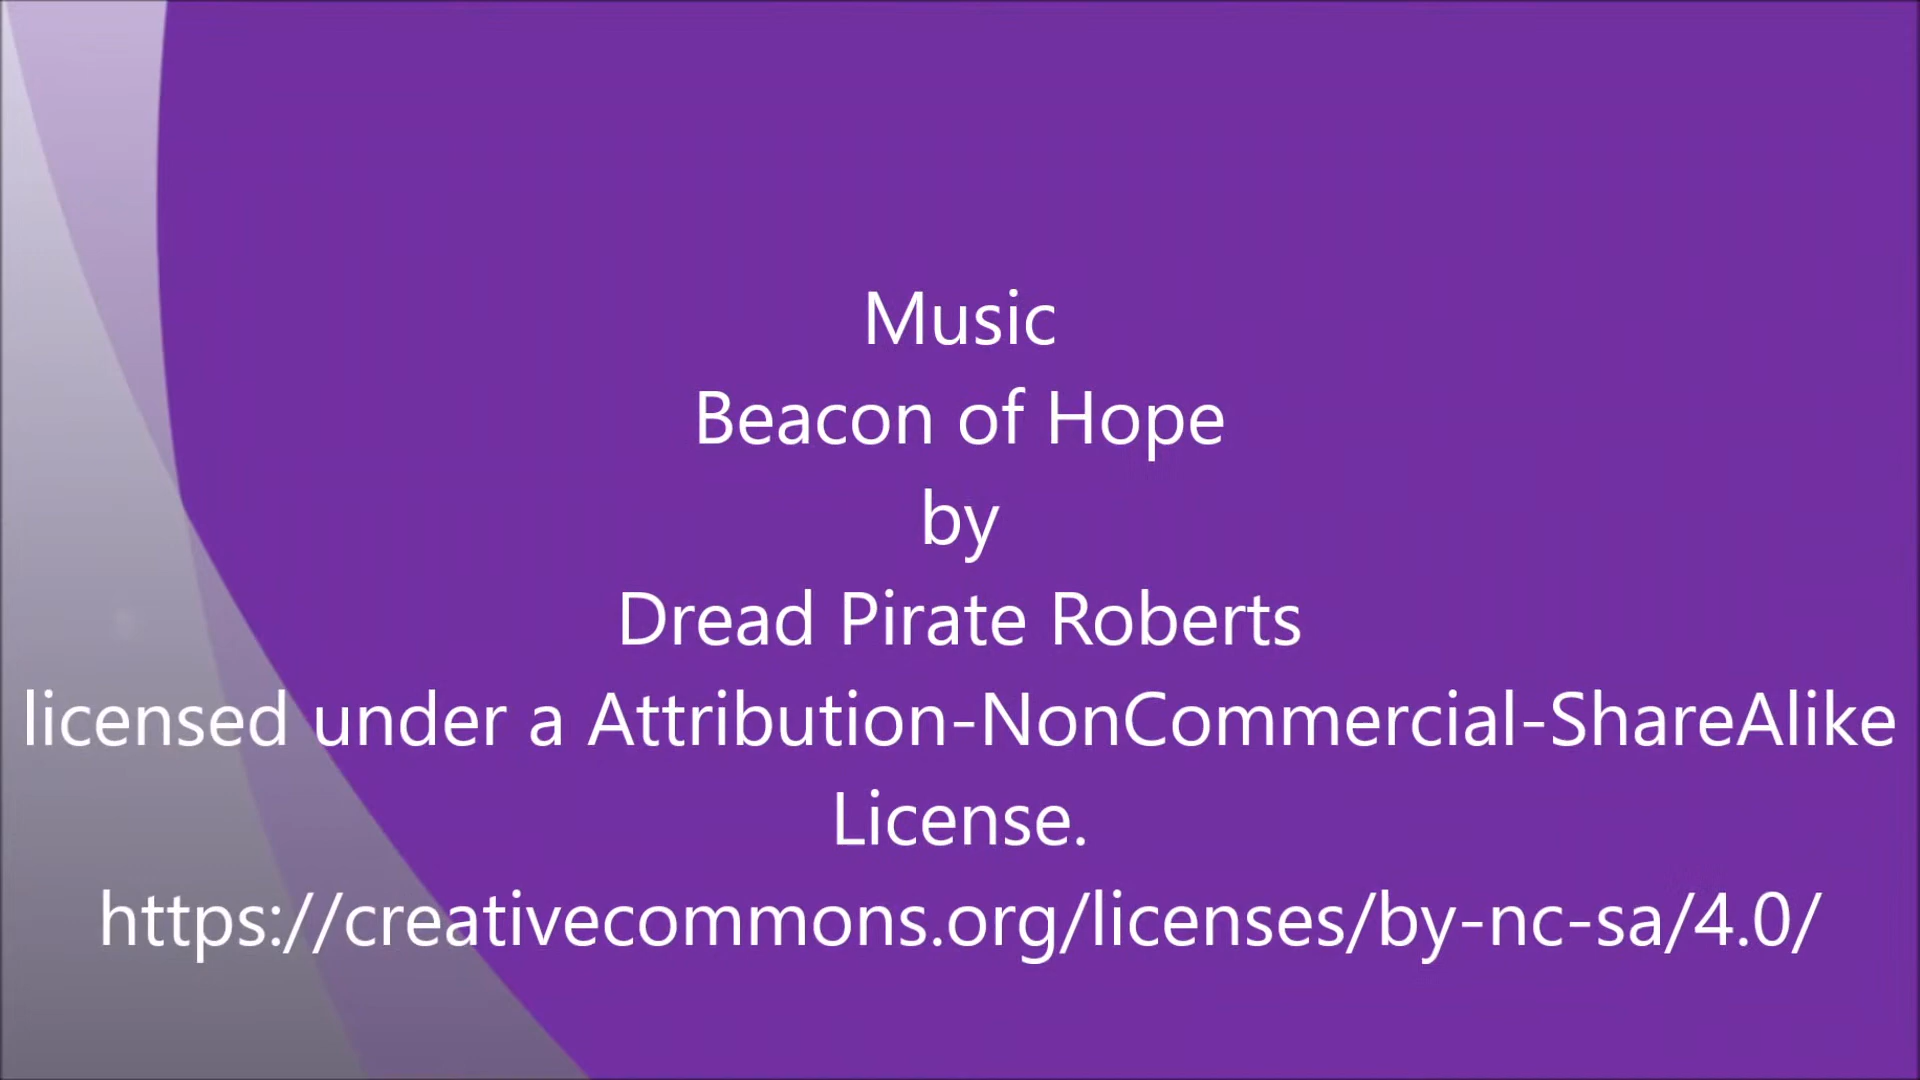 Music
Beacon of Hope
by
Dread Pirate Roberts
licensed under a Attribution-NonCommercial-ShareAlike
License.
https://creativecommons.org/licenses/by-nc-sa/4.0/